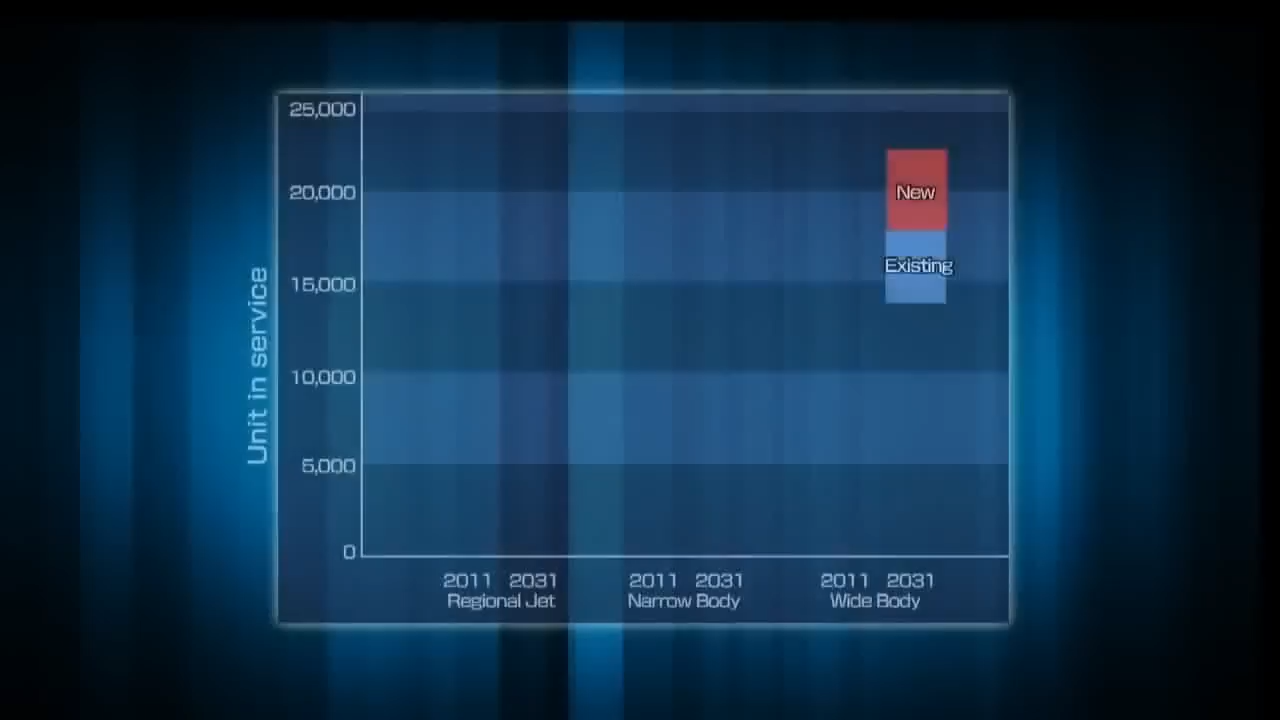 25,000
20,000
15,000
10,000
5,000
0
Unit in service
New
Existing
2011 2031 2011 2031 2011 2031
Regional Jet Narrow Body Wide Body